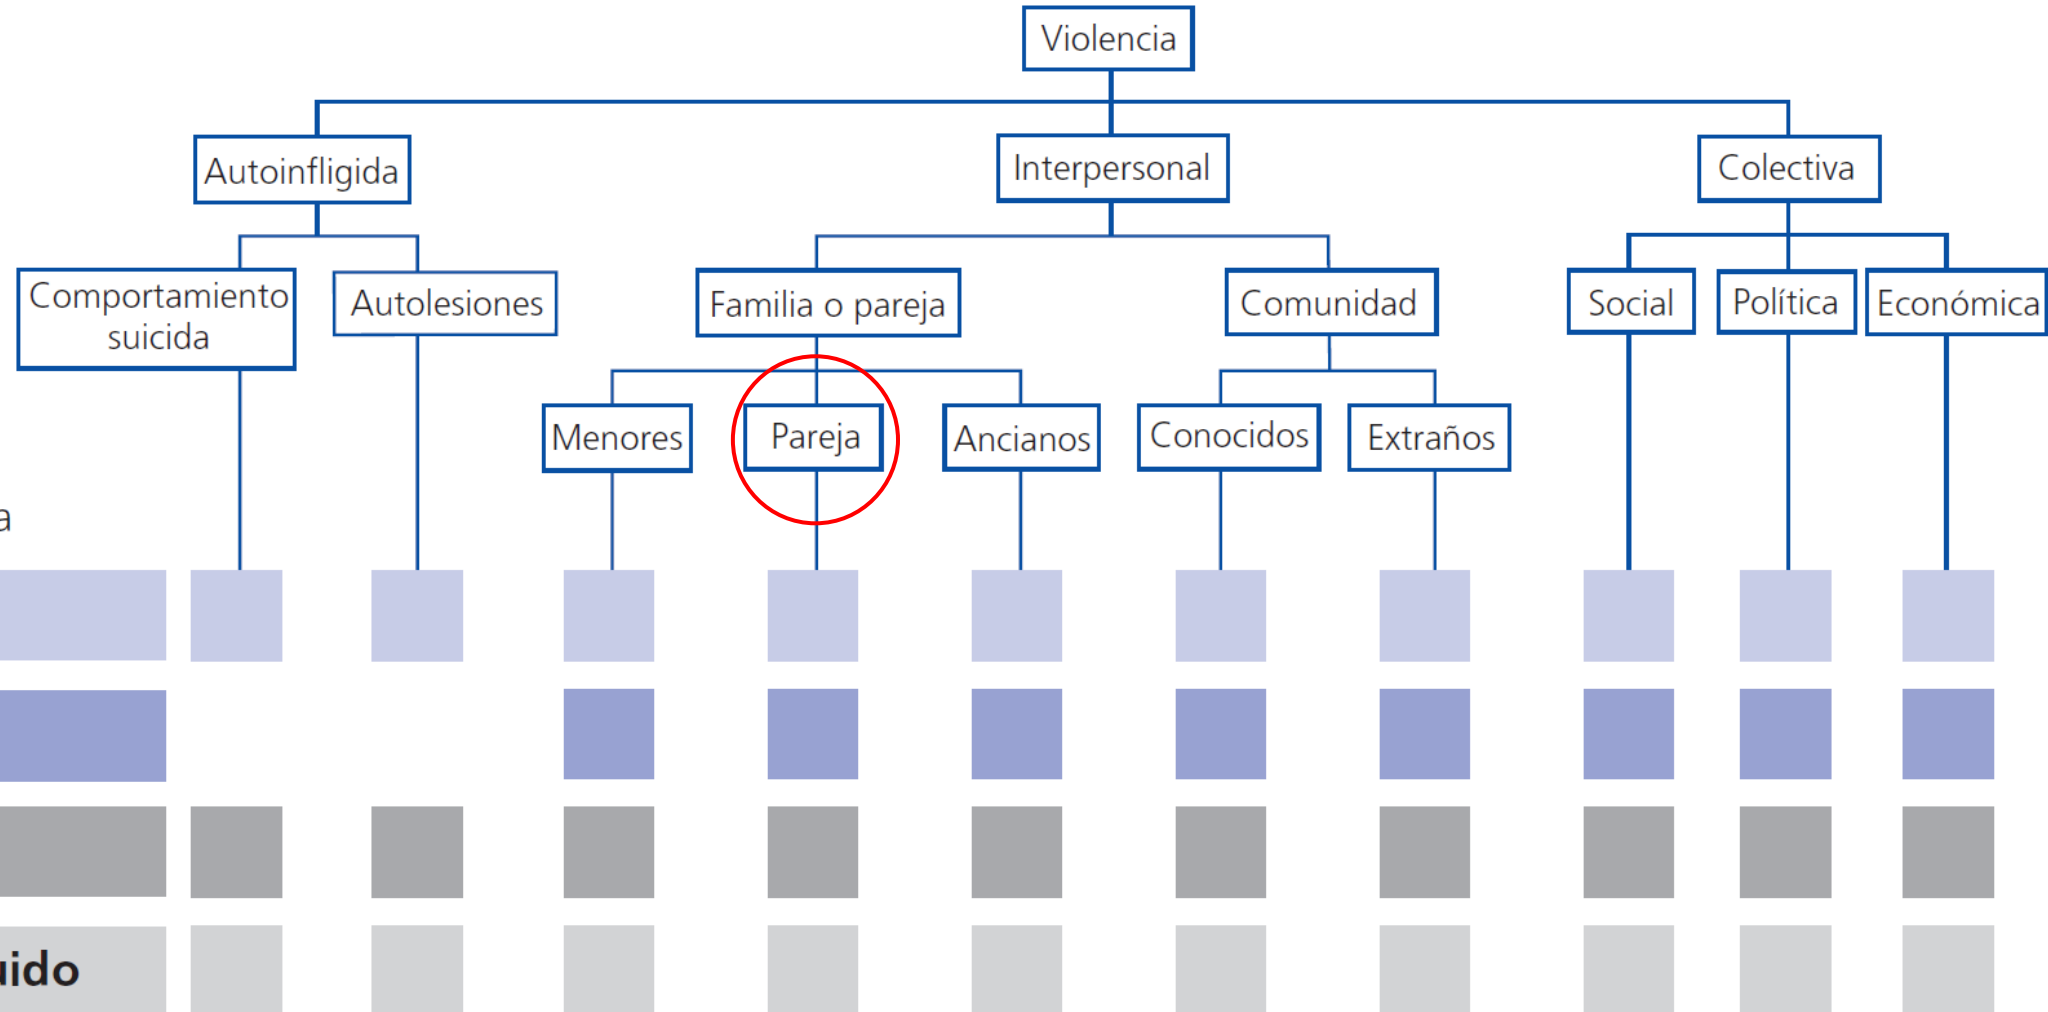 Violencia
Autoinfligida
Interpersonal
Colectiva
Comportamiento
suicida
Autolesiones
Familia o pareja
Comunidad
Social
Política
Económica
Menores
Pareja
Ancianos
Conocidos
Extraños